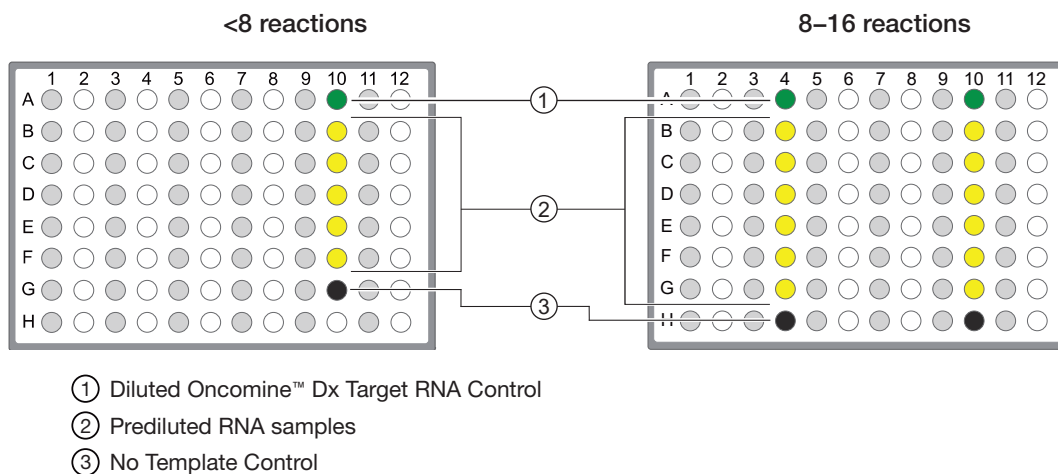 <8 reactions
8–16 reactions
1 2 3 4 5 6 7 8 9 10 11 12
A
B
C
D
E
F
G
H
1 2 3 4 5 6 7 8 9 10 11 12
A
B
C
D
E
F
G
H
1
2
3
1 Diluted Oncomine™ Dx Target RNA Control
2 Prediluted RNA samples
3 No Template Control